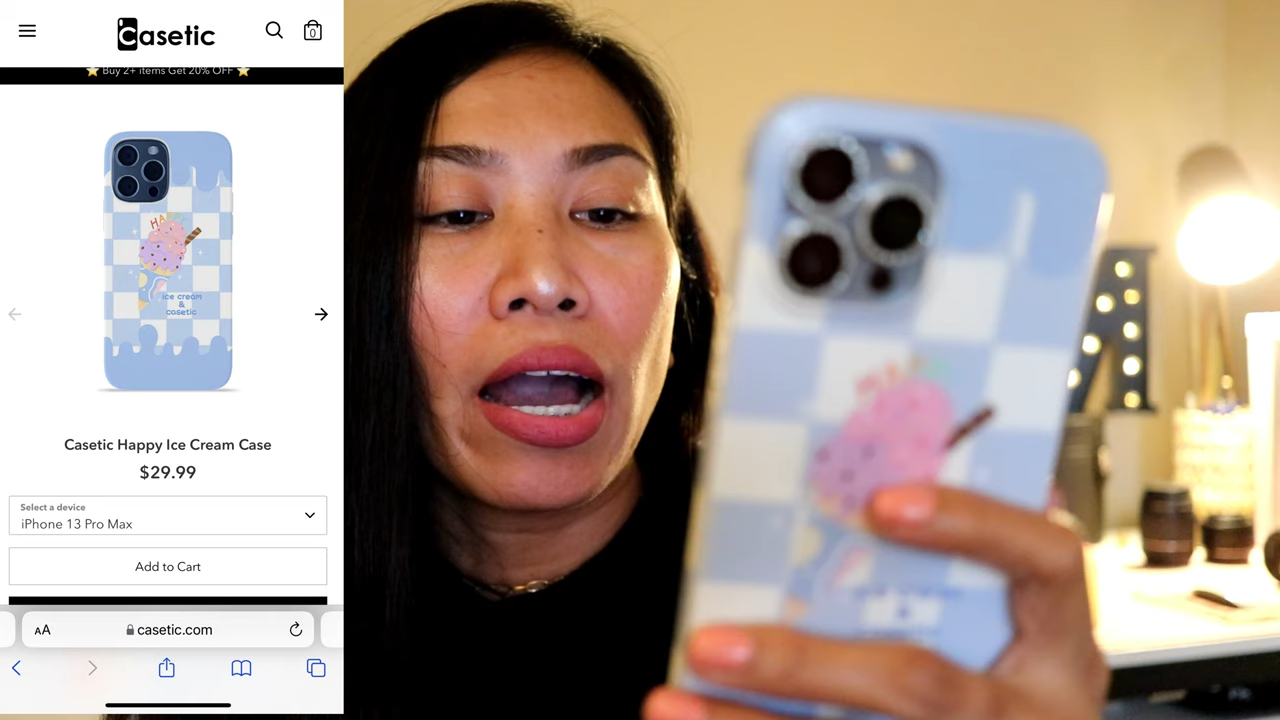 Casetic
0
⭐ Buy 2+ items Get 20% OFF ⭐
HA
ice cream
&
casetic
Casetic Happy Ice Cream Case
$29.99
Select a device
iPhone 13 Pro Max
Add to Cart
AA
casetic.com